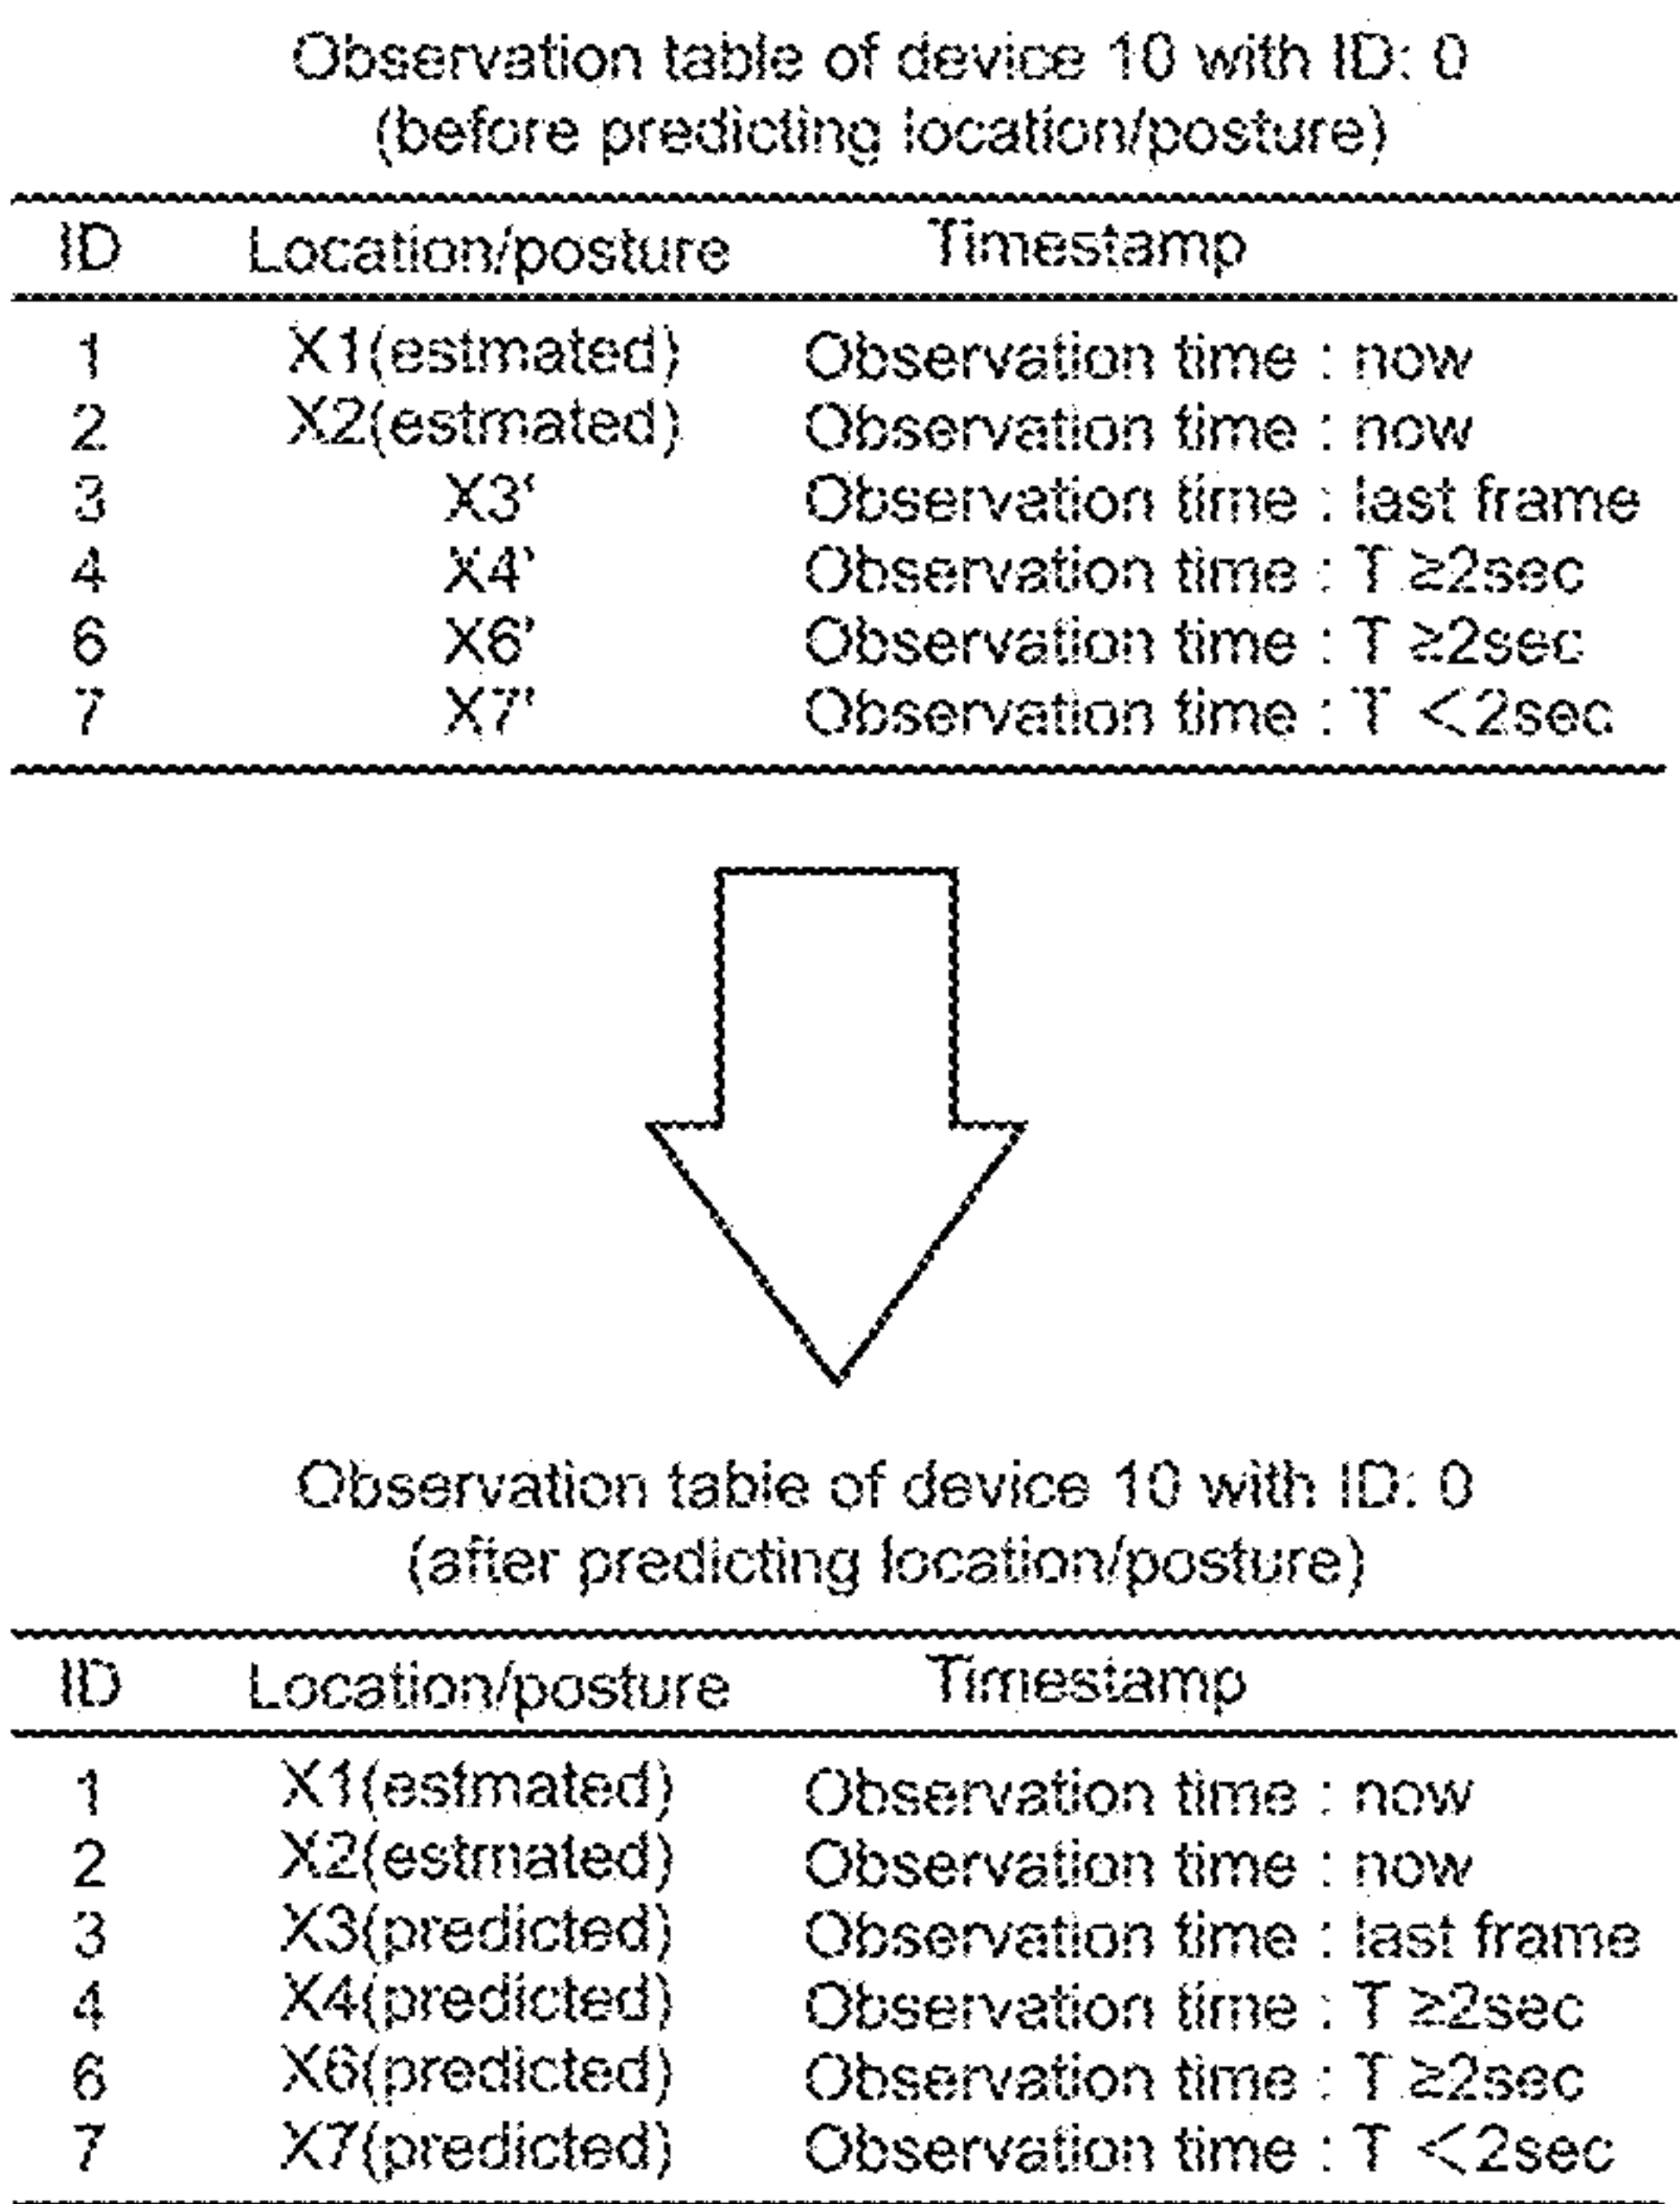 Observation table of device 10 with ID: 0
(before predicting location/posture)
ID Location/posture Timestamp
1 X1(estmated) Observation time : now
2 X2(estmated) Observation time : now
3 X3' Observation time : last frame
4 X4' Observation time : T ≧2sec
6 X6' Observation time : T ≧2sec
7 X7' Observation time : T <2sec
Observation table of device 10 with ID: 0
(after predicting location/posture)
ID Location/posture Timestamp
1 X1(estmated) Observation time : now
2 X2(estmated) Observation time : now
3 X3(predicted) Observation time : last frame
4 X4(predicted) Observation time : T ≧2sec
6 X6(predicted) Observation time : T ≧2sec
7 X7(predicted) Observation time : T <2sec